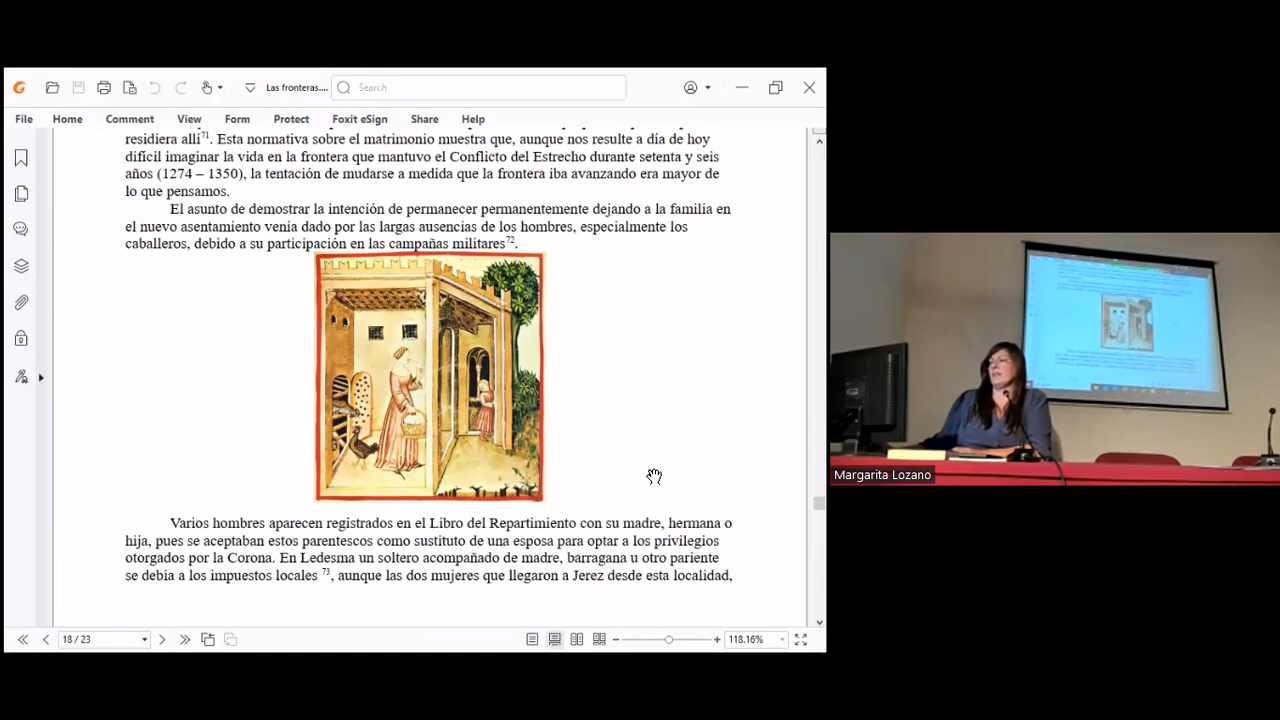 Las fronteras....
Search
File Home Comment View Form Protect Foxit eSign Share Help
residiera allí71. Esta normativa sobre el matrimonio muestra que, aunque nos resulte a día de hoy
difícil imaginar la vida en la frontera que mantuvo el Conflicto del Estrecho durante setenta y seis
años (1274 – 1350), la tentación de mudarse a medida que la frontera iba avanzando era mayor de
lo que pensamos.
El asunto de demostrar la intención de permanecer permanentemente dejando a la familia en
el nuevo asentamiento venía dado por las largas ausencias de los hombres, especialmente los
caballeros, debido a su participación en las campañas militares72.
Varios hombres aparecen registrados en el Libro del Repartimiento con su madre, hermana o
hija, pues se aceptaban estos parentescos como sustituto de una esposa para optar a los privilegios
otorgados por la Corona. En Ledesma un soltero acompañado de madre, barragana u otro pariente
se debía a los impuestos locales 73, aunque las dos mujeres que llegaron a Jerez desde esta localidad,
18 / 23
118.16%
Margarita Lozano